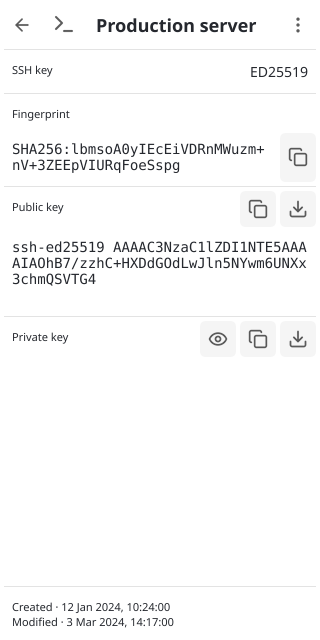 Production server
SSH key
ED25519
Fingerprint
SHA256:lbmsoA0yIEcEiVDRnMWuzm+
nV+3ZEEpVIURqFoeSspg
Public key
ssh-ed25519 AAAAC3NzaC1lZDI1NTE5AAA
AIAOhB7/zzhC+HXDdGOdLwJln5NYwm6UNXx
3chmQSVTG4
Private key
Created · 12 Jan 2024, 10:24:00
Modified · 3 Mar 2024, 14:17:00